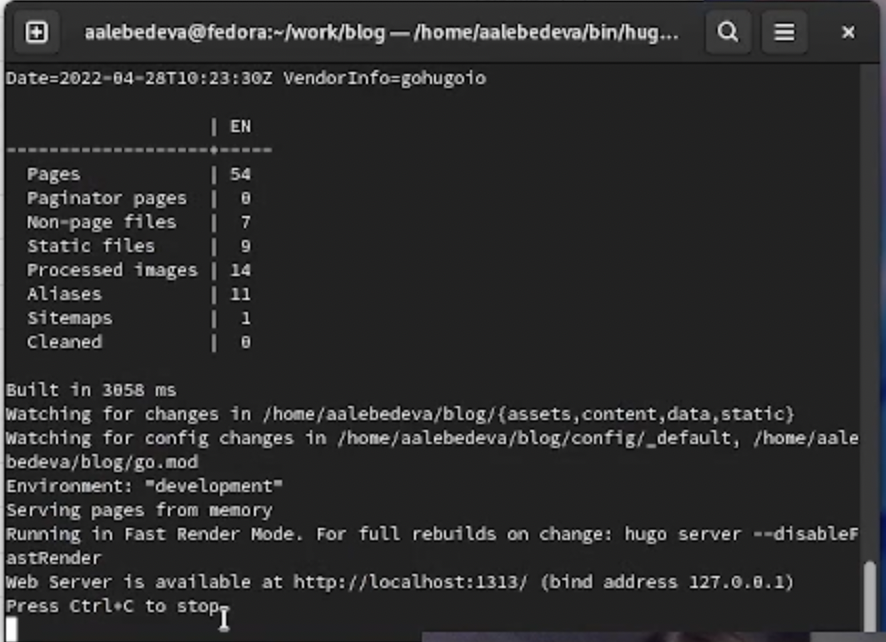 aalebedeva@fedora:~/work/blog — /home/aalebedeva/bin/hug...
Date=2022-04-28T10:23:30Z VendorInfo=gohugoio
| EN
-------------------+-----
Pages | 54
Paginator pages | 0
Non-page files | 7
Static files | 9
Processed images | 14
Aliases | 11
Sitemaps | 1
Cleaned | 0
Built in 3058 ms
Watching for changes in /home/aalebedeva/blog/{assets,content,data,static}
Watching for config changes in /home/aalebedeva/blog/config/_default, /home/aale
bedeva/blog/go.mod
Environment: "development"
Serving pages from memory
Running in Fast Render Mode. For full rebuilds on change: hugo server --disableF
astRender
Web Server is available at http://localhost:1313/ (bind address 127.0.0.1)
Press Ctrl+C to stop